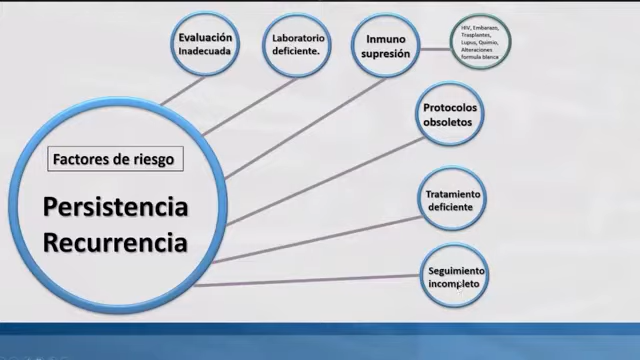 Evaluación
Inadecuada
Laboratorio
deficiente.
Inmuno
supresión
HIV, Embarazo,
Trasplantes,
Lupus, Quimio,
Alteraciones
formula blanca
Protocolos
obsoletos
Factores de riesgo
Persistencia
Recurrencia
Tratamiento
deficiente
Seguimiento
incompleto